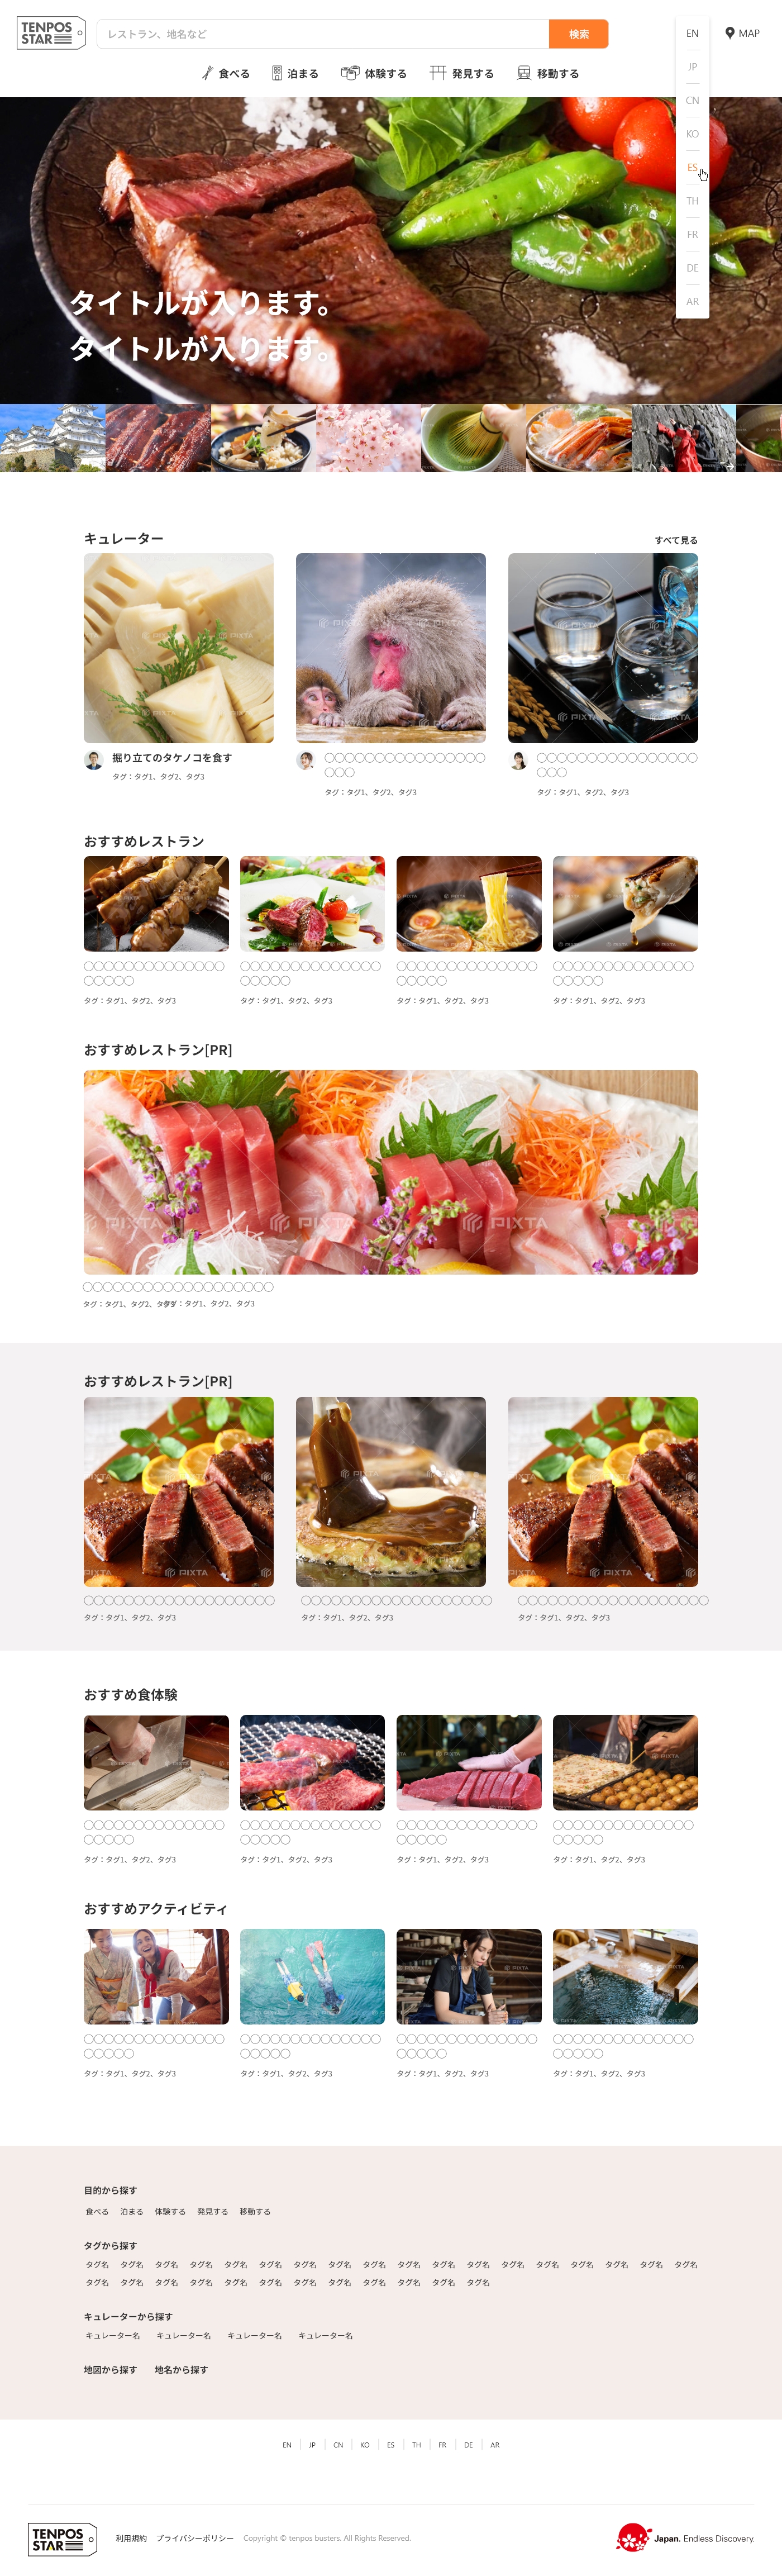 TENPOS
STAR
レストラン、地名など
検索
EN
MAP
JP
CN
KO
ES
TH
FR
DE
AR
食べる
泊まる
体験する
発見する
移動する
タイトルが入ります。
タイトルが入ります。
キュレーター
すべて見る
掘り立てのタケノコを食す
タグ：タグ1、タグ2、タグ3
◯◯◯◯◯◯◯◯◯◯◯◯◯◯◯◯
◯◯◯
タグ：タグ1、タグ2、タグ3
◯◯◯◯◯◯◯◯◯◯◯◯◯◯◯◯
◯◯◯
タグ：タグ1、タグ2、タグ3
おすすめレストラン
◯◯◯◯◯◯◯◯◯◯◯◯◯◯
◯◯◯◯◯
タグ：タグ1、タグ2、タグ3
◯◯◯◯◯◯◯◯◯◯◯◯◯◯
◯◯◯◯◯
タグ：タグ1、タグ2、タグ3
◯◯◯◯◯◯◯◯◯◯◯◯◯◯
◯◯◯◯◯
タグ：タグ1、タグ2、タグ3
◯◯◯◯◯◯◯◯◯◯◯◯◯◯
◯◯◯◯◯
タグ：タグ1、タグ2、タグ3
おすすめレストラン[PR]
PIXTA PIXTA PIXTA
◯◯◯◯◯◯◯◯◯◯◯◯◯◯◯◯◯◯◯
タグ：タグ1、タグ2、タグ3
タグ：タグ1、タグ2、タグ3
おすすめレストラン[PR]
◯◯◯◯◯◯◯◯◯◯◯◯◯◯◯◯◯◯◯
タグ：タグ1、タグ2、タグ3
◯◯◯◯◯◯◯◯◯◯◯◯◯◯◯◯◯◯◯
タグ：タグ1、タグ2、タグ3
◯◯◯◯◯◯◯◯◯◯◯◯◯◯◯◯◯◯◯
タグ：タグ1、タグ2、タグ3
おすすめ食体験
◯◯◯◯◯◯◯◯◯◯◯◯◯◯
◯◯◯◯◯
タグ：タグ1、タグ2、タグ3
◯◯◯◯◯◯◯◯◯◯◯◯◯◯
◯◯◯◯◯
タグ：タグ1、タグ2、タグ3
◯◯◯◯◯◯◯◯◯◯◯◯◯◯
◯◯◯◯◯
タグ：タグ1、タグ2、タグ3
◯◯◯◯◯◯◯◯◯◯◯◯◯◯
◯◯◯◯◯
タグ：タグ1、タグ2、タグ3
おすすめアクティビティ
◯◯◯◯◯◯◯◯◯◯◯◯◯◯
◯◯◯◯◯
タグ：タグ1、タグ2、タグ3
◯◯◯◯◯◯◯◯◯◯◯◯◯◯
◯◯◯◯◯
タグ：タグ1、タグ2、タグ3
◯◯◯◯◯◯◯◯◯◯◯◯◯◯
◯◯◯◯◯
タグ：タグ1、タグ2、タグ3
◯◯◯◯◯◯◯◯◯◯◯◯◯◯
◯◯◯◯◯
タグ：タグ1、タグ2、タグ3
目的から探す
食べる 泊まる 体験する 発見する 移動する
タグから探す
タグ名 タグ名 タグ名 タグ名 タグ名 タグ名 タグ名 タグ名 タグ名 タグ名 タグ名 タグ名 タグ名 タグ名 タグ名 タグ名 タグ名 タグ名
タグ名 タグ名 タグ名 タグ名 タグ名 タグ名 タグ名 タグ名 タグ名 タグ名 タグ名 タグ名
キュレーターから探す
キュレーター名 キュレーター名 キュレーター名 キュレーター名
地図から探す 地名から探す
EN JP CN KO ES TH FR DE AR
TENPOS
STAR
利用規約 プライバシーポリシー Copyright © tenpos busters. All Rights Reserved.
Japan. Endless Discovery.